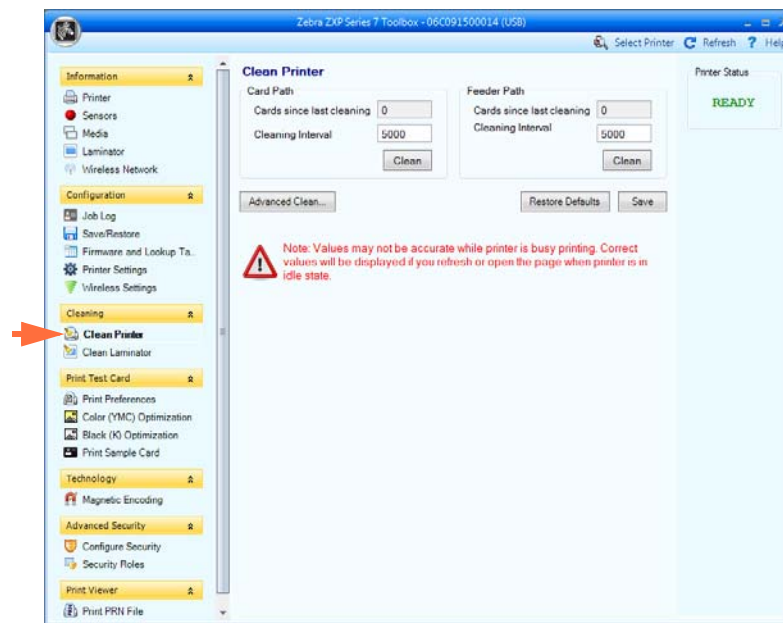 Zebra ZXP Series 7 Toolbox - 06C091500014 (USB)
Select Printer Refresh ? Help
Information
Printer
Sensors
Media
Laminator
Wireless Network
Configuration
Job Log
Save/Restore
Firmware and Lookup Ta..
Printer Settings
Wireless Settings
Cleaning
Clean Printer
Clean Laminator
Print Test Card
Print Preferences
Color (YMC) Optimization
Black (K) Optimization
Print Sample Card
Technology
Magnetic Encoding
Advanced Security
Configure Security
Security Roles
Print Viewer
Print PRN File
Clean Printer
Card Path
Cards since last cleaning 0
Cleaning Interval 5000
Clean
Feeder Path
Cards since last cleaning 0
Cleaning Interval 5000
Clean
Advanced Clean...
Restore Defaults
Save
Note: Values may not be accurate while printer is busy printing. Correct
values will be displayed if you refresh or open the page when printer is in
idle state.
Printer Status
READY